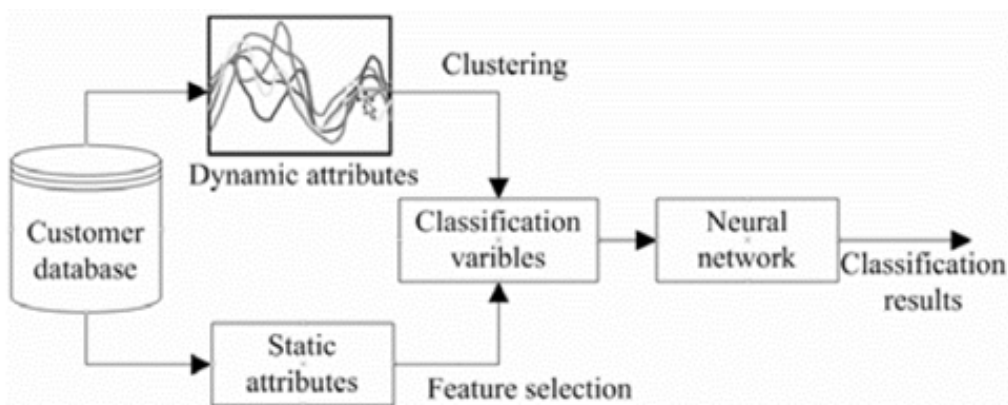 Clustering
Dynamic attributes
Customer
database
Classification
varibles
Neural
network
Classification
results
Static
attributes
Feature selection